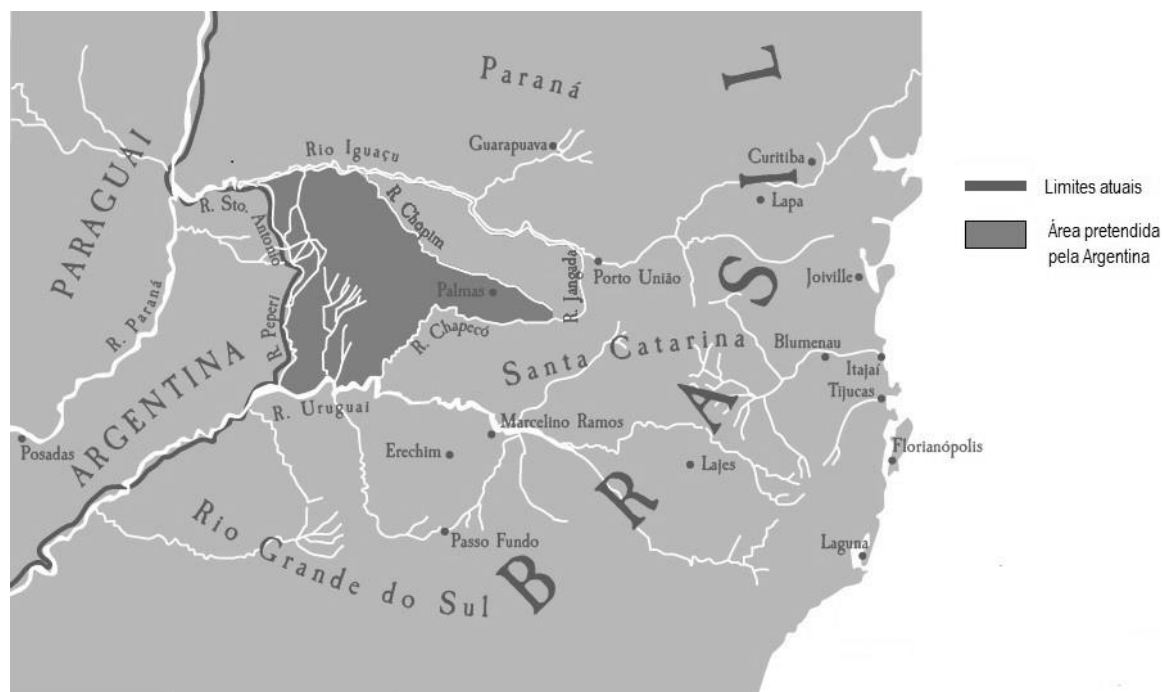 Paraná
BRASIL
Guarapuava
Curitiba
Rio Iguaçu
Lapa
Limites atuais
PARAGUAI
R. Sto. Antonio
R. Chopim
Área pretendida
pela Argentina
Porto União
Joiville
R. Jangada
Palmas
R. Paraná
R. Peperi
R. Chapecó
Santa Catarina
Blumenau
Itajaí
Tijucas
ARGENTINA
R. Uruguai
Marcelino Ramos
Posadas
Erechim
Lajes
Florianópolis
Rio Grande do Sul
Passo Fundo
Laguna